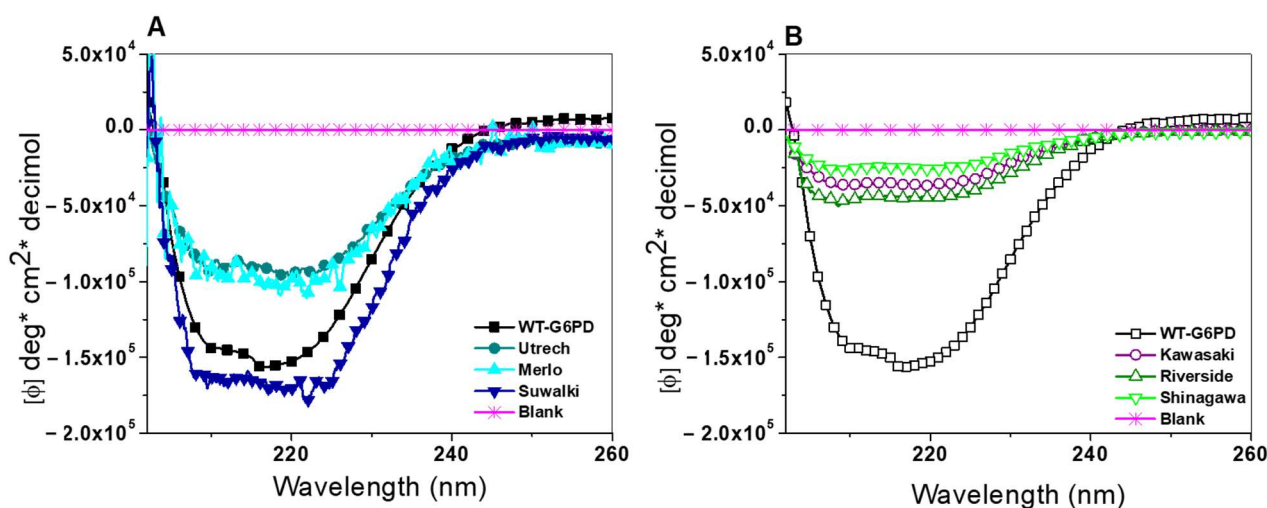 A
5.0x10⁴
0.0
– 5.0x10⁴
– 1.0x10⁵
– 1.5x10⁵
– 2.0x10⁵
[ϕ] deg* cm²* decimol
WT-G6PD
Utrech
Merlo
Suwalki
Blank
220
240
260
Wavelength (nm)
B
5.0x10⁴
0.0
– 5.0x10⁴
– 1.0x10⁵
– 1.5x10⁵
– 2.0x10⁵
[ϕ] deg* cm²* decimol
WT-G6PD
Kawasaki
Riverside
Shinagawa
Blank
220
240
260
Wavelength (nm)